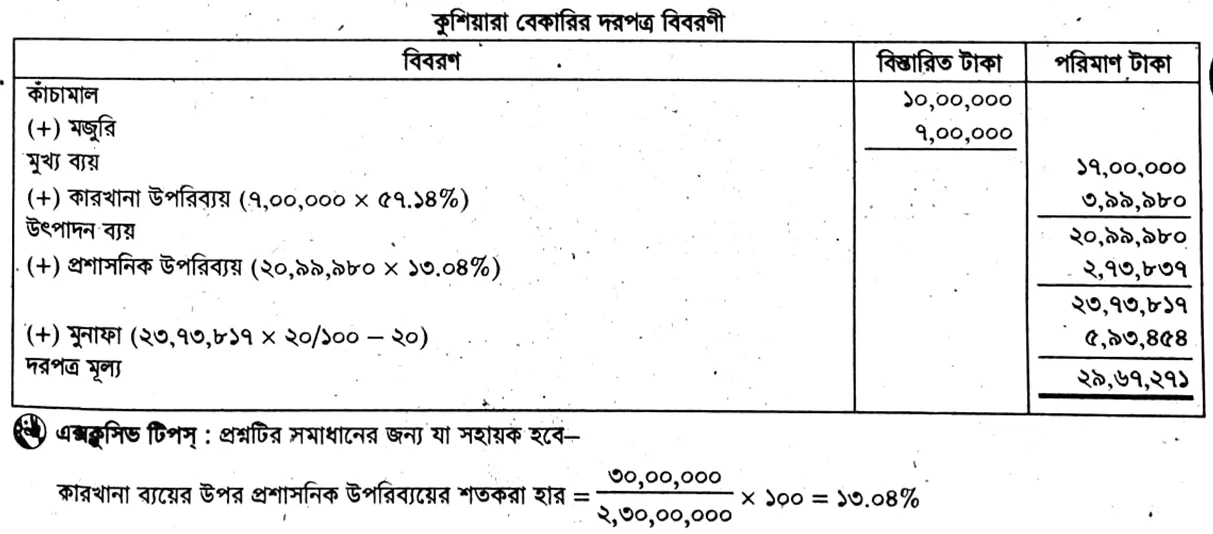 কুশিয়ারা বেকারির দরপত্র বিবরণী
বিবরণ বিস্তারিত টাকা পরিমাণ টাকা
কাঁচামাল ১০,০০,০০০
(+) মজুরি ৭,০০,০০০
মুখ্য ব্যয় ১৭,০০,০০০
(+) কারখানা উপরিব্যয় (৭,০০,০০০ × ৫৭.১৪%) ৩,৯৯,৯৮০
উৎপাদন ব্যয় ২০,৯৯,৯৮০
(+) প্রশাসনিক উপরিব্যয় (২০,৯৯,৯৮০ × ১৩.০৪%) ২,৭৩,৮৩৭
২৩,৭৩,৮১৭
(+) মুনাফা (২৩,৭৩,৮১৭ × ২০/১০০ – ২০) ৫,৯৩,৪৫৪
দরপত্র মূল্য ২৯,৬৭,২৭১
এক্সক্লুসিভ টিপস্ : প্রশ্নটির সমাধানের জন্য যা সহায়ক হবে–
কারখানা ব্যয়ের উপর প্রশাসনিক উপরিব্যয়ের শতকরা হার = ৩০,০০,০০০ / ২,৩০,০০,০০০ × ১০০ = ১৩.০৪%